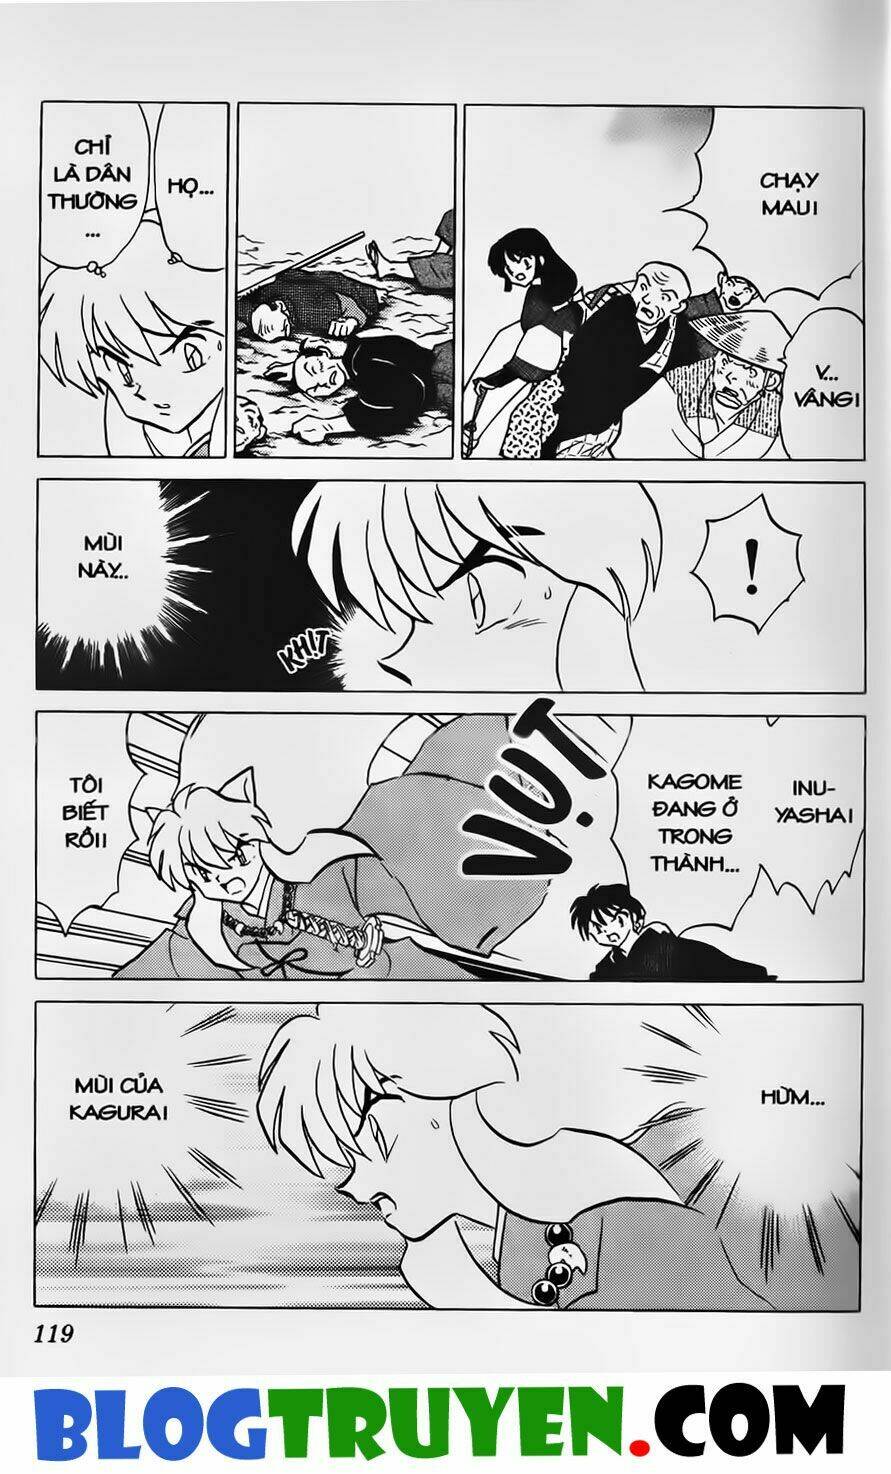 CHẠY
MAU!
V...
VÂNG!
HỌ...
CHỈ
LÀ DÂN
THƯỜNG
...
!
MÙI
NÀY...
KHỊT
INU-
YASHA!
KAGOME
ĐANG Ở
TRONG
THÀNH...
VỤT
TÔI
BIẾT
RỒI!
HỪM...
MÙI CỦA
KAGURA!
119
BLOGTRUYEN.COM